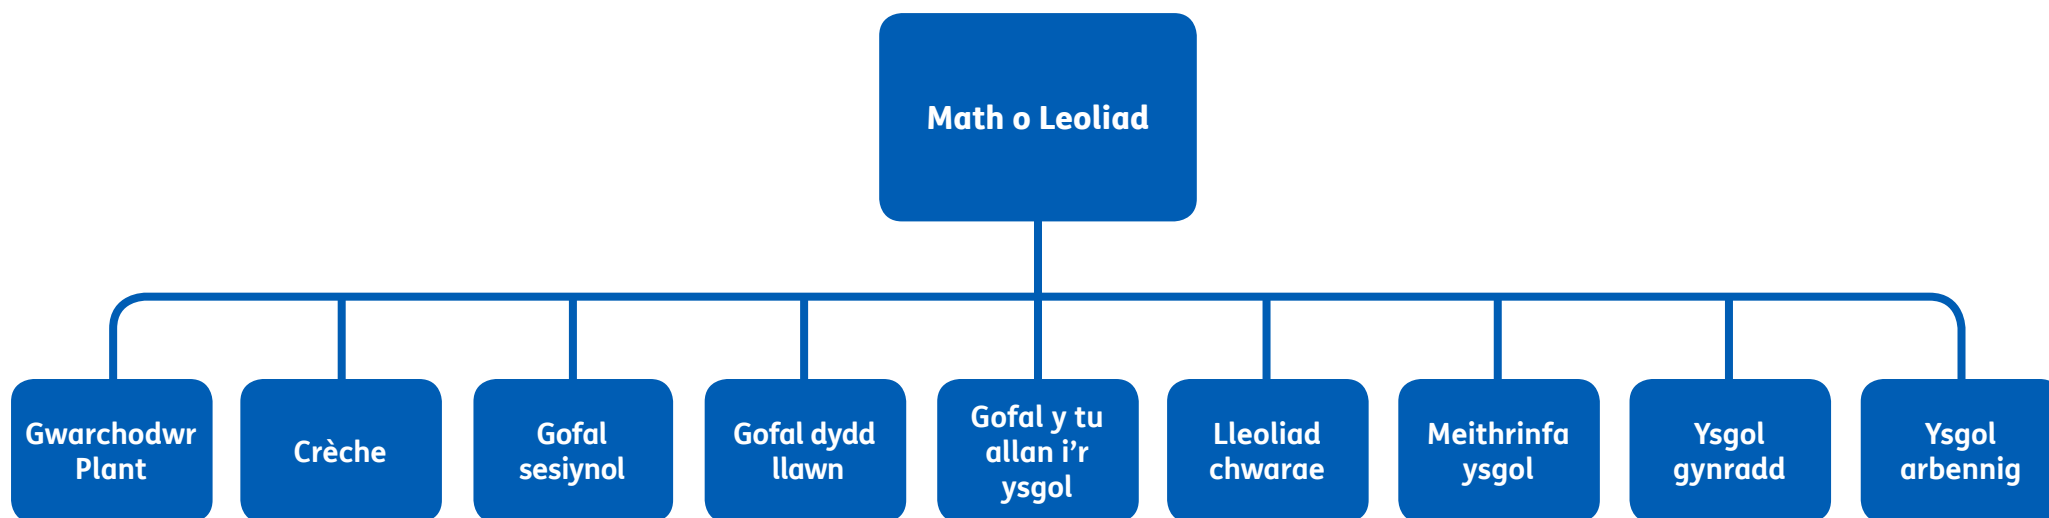 Math o Leoliad
Gwarchodwr
Plant
Crèche
Gofal
sesiynol
Gofal dydd
llawn
Gofal y tu
allan i’r
ysgol
Lleoliad
chwarae
Meithrinfa
ysgol
Ysgol
gynradd
Ysgol
arbennig